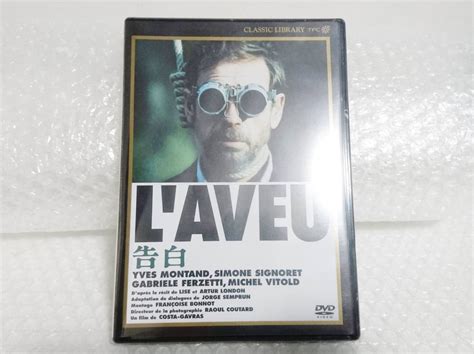 CLASSIC LIBRARY TPC
L'AVEU
告白
YVES MONTAND, SIMONE SIGNORET
GABRIELE FERZETTI, MICHEL VITOLD
D'après le récit de LISE et ARTUR LONDON
Adaptation de dialogues de JORGE SEMPRUN
Montage FRANÇOISE BONNOT
Directeur de la photographie RAOUL COUTARD
Un film de COSTA-GAVRAS
DVD
VIDEO